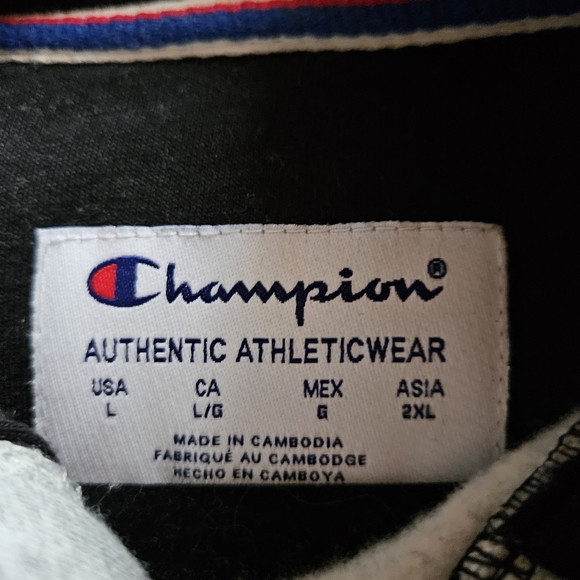 Champion®
AUTHENTIC ATHLETICWEAR
USA CA MEX ASIA
L L/G G 2XL
MADE IN CAMBODIA
FABRIQUÉ AU CAMBODGE
HECHO EN CAMBOYA